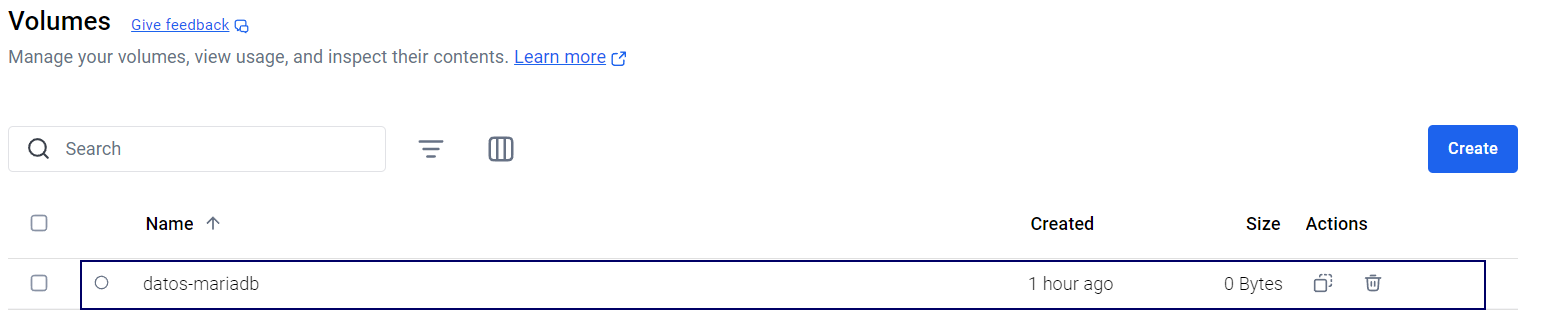 Volumes Give feedback
Manage your volumes, view usage, and inspect their contents. Learn more
Search
Create
Name Created Size Actions
datos-mariadb 1 hour ago 0 Bytes